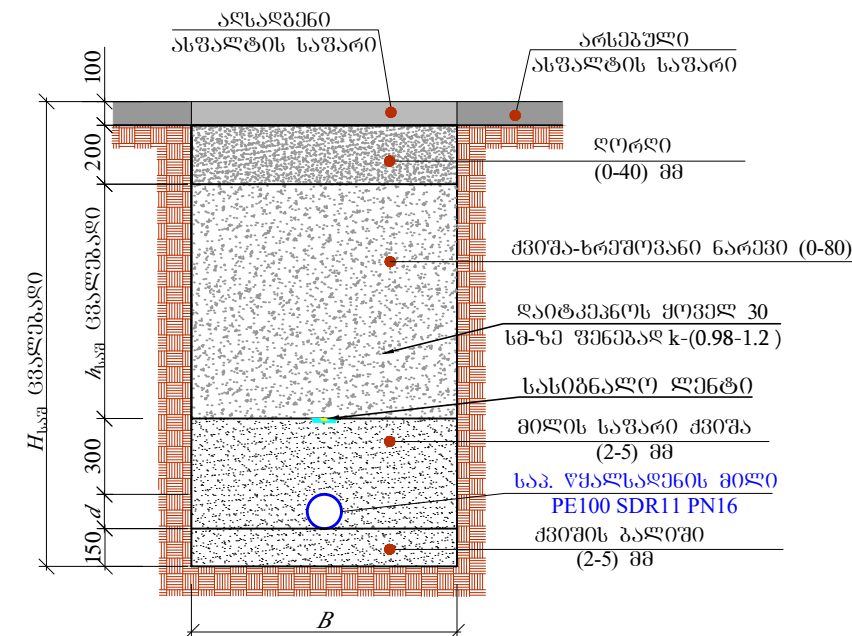 აღსადგენი
ასფალტის საფარი
არსებული
ასფალტის საფარი
100
200
ღორღი
(0-40) მმ
ქვიშა-ხრეშოვანი ნარევი (0-80)
დაიტკეპნოს ყოველ 30
სმ-ზე ფენებად k-(0.98-1.2 )
სასიგნალო ლენტი
მილის საფარი ქვიშა
(2-5) მმ
საპ. წყალსადენის მილი
PE100 SDR11 PN16
ქვიშის ბალიში
(2-5) მმ
Hსაშ ცვალებადი
hსაშ ცვალებადი
300
d
150
B